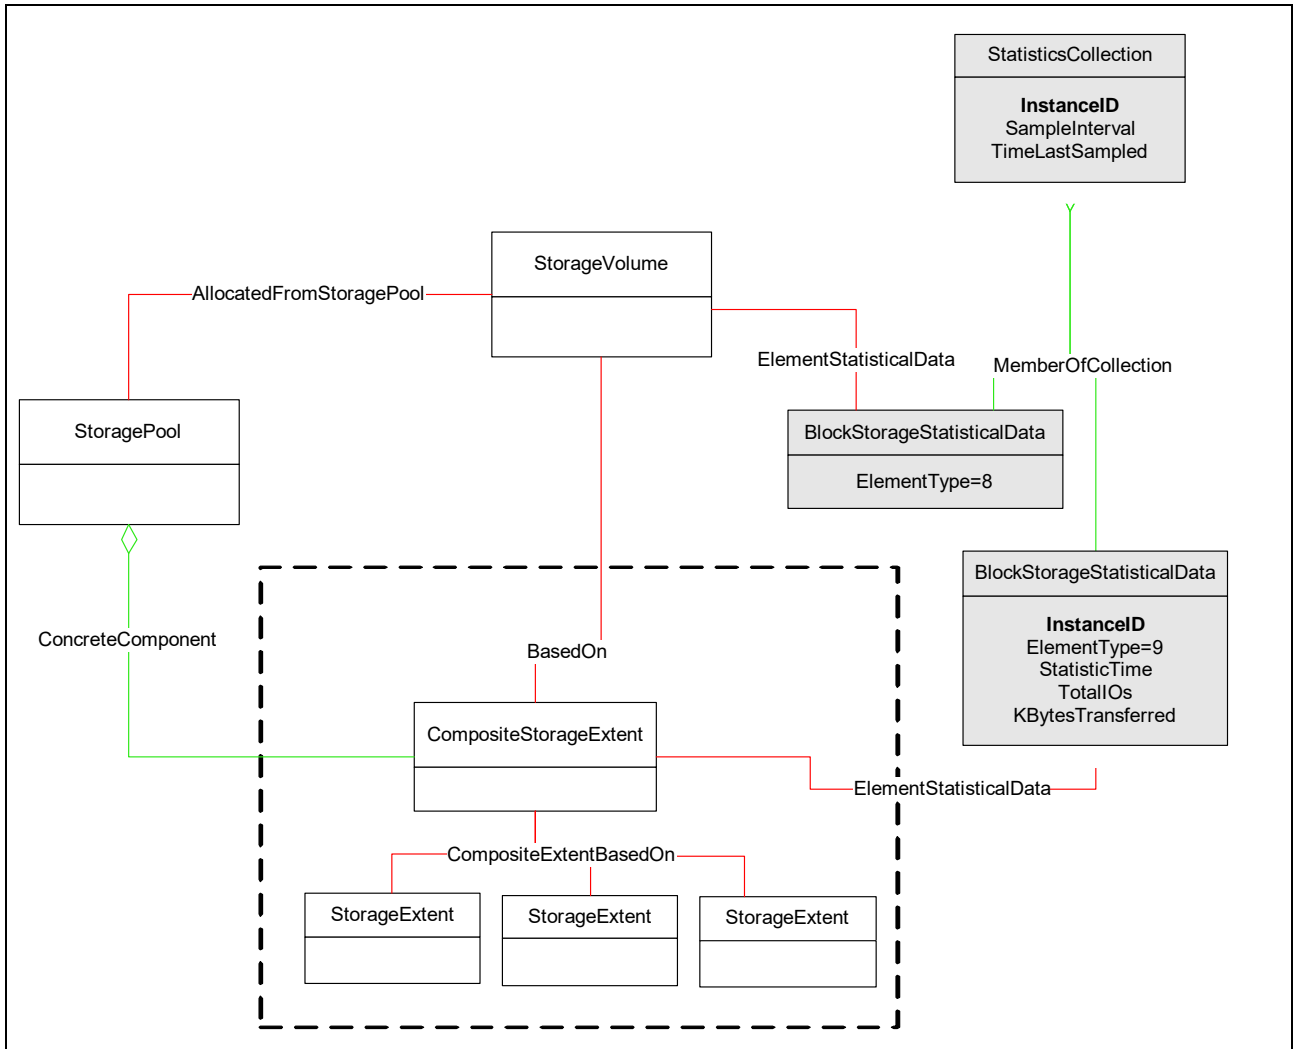 StatisticsCollection
InstanceID
SampleInterval
TimeLastSampled
StorageVolume
AllocatedFromStoragePool
ElementStatisticalData
MemberOfCollection
StoragePool
BlockStorageStatisticalData
ElementType=8
BlockStorageStatisticalData
InstanceID
ElementType=9
StatisticTime
TotalIOs
KBytesTransferred
ConcreteComponent
BasedOn
CompositeStorageExtent
ElementStatisticalData
CompositeExtentBasedOn
StorageExtent
StorageExtent
StorageExtent